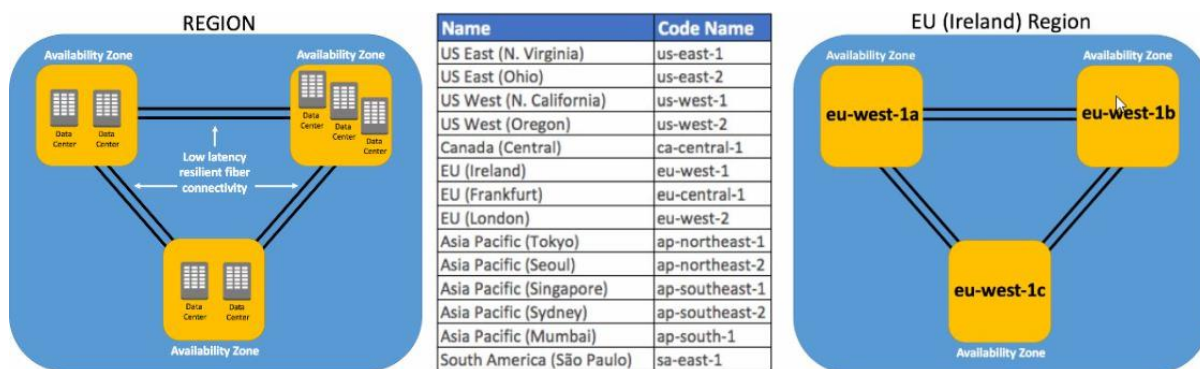 REGION
Availability Zone
Availability Zone
Data
Center
Data
Center
Data
Center
Data
Center
Data
Center
Low latency
resilient fiber
connectivity
Data
Center
Data
Center
Availability Zone
Name Code Name
US East (N. Virginia) us-east-1
US East (Ohio) us-east-2
US West (N. California) us-west-1
US West (Oregon) us-west-2
Canada (Central) ca-central-1
EU (Ireland) eu-west-1
EU (Frankfurt) eu-central-1
EU (London) eu-west-2
Asia Pacific (Tokyo) ap-northeast-1
Asia Pacific (Seoul) ap-northeast-2
Asia Pacific (Singapore) ap-southeast-1
Asia Pacific (Sydney) ap-southeast-2
Asia Pacific (Mumbai) ap-south-1
South America (São Paulo) sa-east-1
EU (Ireland) Region
Availability Zone
Availability Zone
eu-west-1a
eu-west-1b
eu-west-1c
Availability Zone